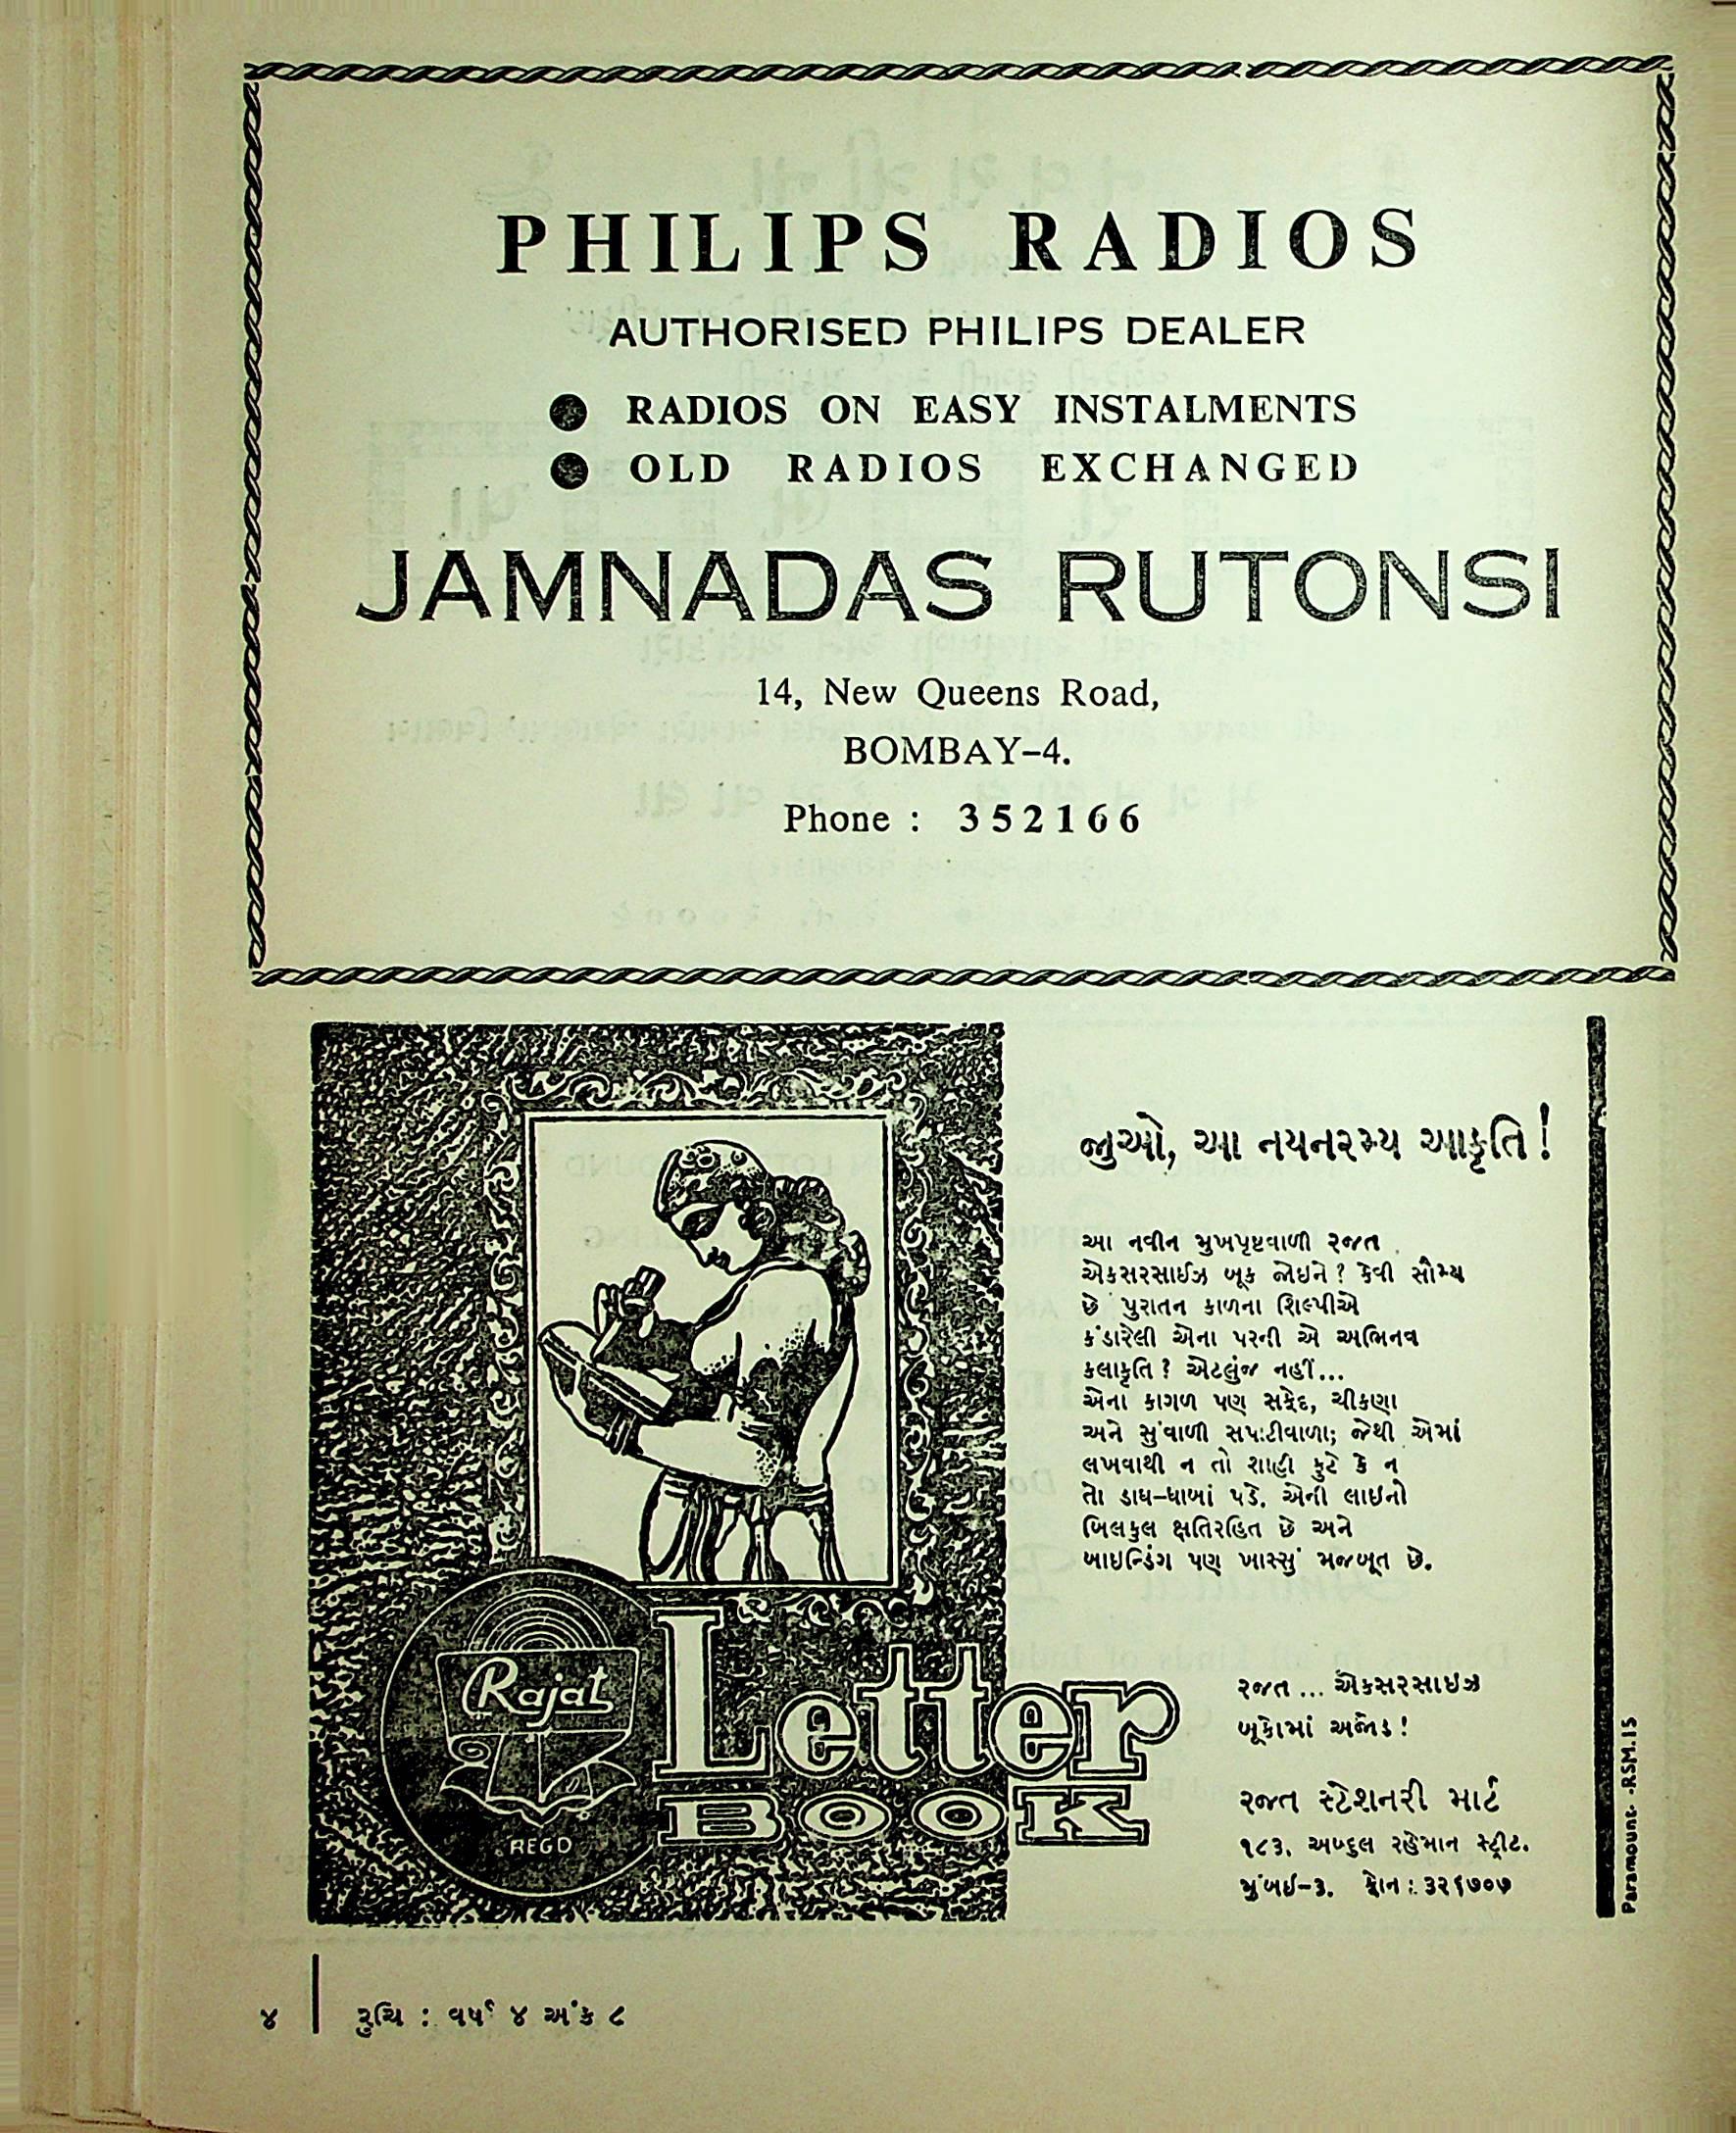 PHILIPS RADIOS
AUTHORISED PHILIPS DEALER
● RADIOS ON EASY INSTALMENTS
● OLD RADIOS EXCHANGED
JAMNADAS RUTONSI
14, New Queens Road,
BOMBAY-4.
Phone : 352166
જુઓ, આ નયનરમ્ય આકૃતિ!
આ નવીન મુખપૃષ્ટવાળી રજત
એકસરસાઈઝ બૂક જોઇને? કેવી સૌમ્ય
છે પુરાતન કાળના શિલ્પીએ
કંડારેલી એના પરની એ અભિનવ
કલાકૃતિ? એટલુંજ નહીં...
એના કાગળ પણ સફેદ, ચીકણા
અને સુંવાળી સપાટીવાળા; જેથી એમાં
લખવાથી ન તો શાહી ફુટે કે ન
તો ડાઘ-ધાબાં પડે. એની લાઇનો
બિલકુલ ક્ષતિરહિત છે અને
બાઇન્ડિંગ પણ ખાસ્સું મજબૂત છે.
Rajat
REGD
Letter
BOOK
રજત ... એકસરસાઇઝ
બૂકોમાં અજોડ!
રજત સ્ટેશનરી માર્ટ
૧૮૩, અબ્દુલ રહેમાન સ્ટ્રીટ.
મુંબઇ-૩. ફોન : ૩૨૬૭૦૭
Paramount-RSM.15
૪ | રુચિ : વર્ષ ૪ અંક ૮